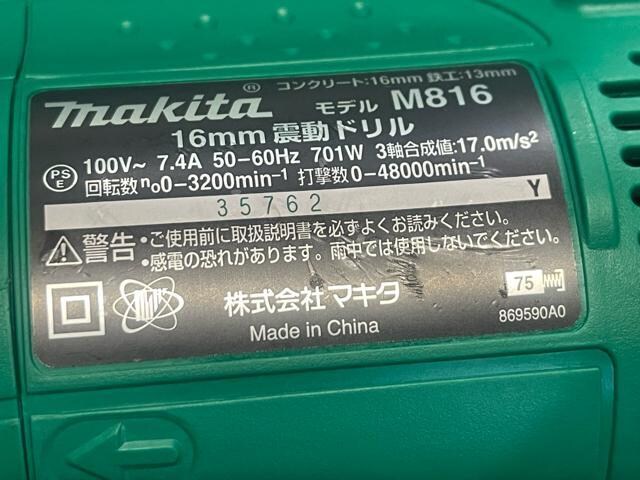 コンクリート:16mm 鉄工:13mm
makita® モデル M816
16mm 震動ドリル
PSE 100V~ 7.4A 50-60Hz 701W 3軸合成値:17.0m/s²
回転数 n₀0-3200min⁻¹ 打撃数0-48000min⁻¹
35762 Y
⚠警告 ・ご使用前に取扱説明書を必ずよくお読みください。
・感電の恐れがあります。雨中では使用しないでください。
株式会社 マキタ 75
Made in China 869590A0